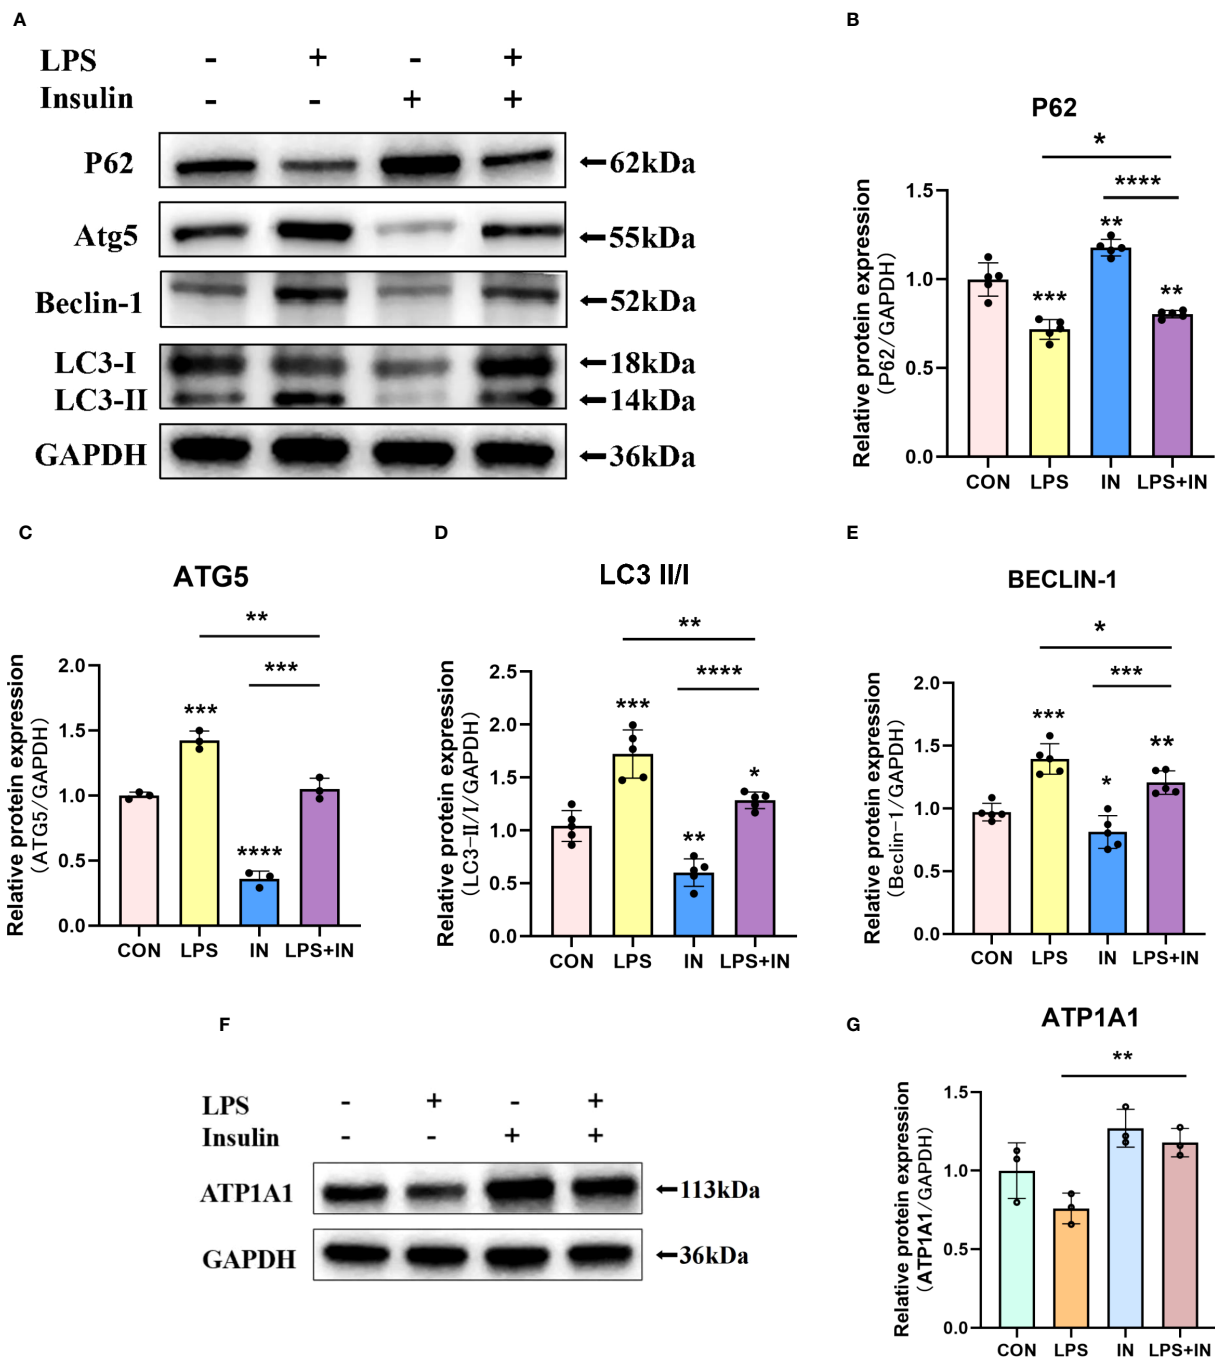 A
LPS - + - +
Insulin - - + +
P62 ←62kDa
Atg5 ←55kDa
Beclin-1 ←52kDa
LC3-I ←18kDa
LC3-II ←14kDa
GAPDH ←36kDa
B
P62
*
****
Relative protein expression
(P62/GAPDH)
1.5
1.0
0.5
0.0
***
**
**
CON LPS IN LPS+IN
C
ATG5
**
***
Relative protein expression
(ATG5/GAPDH)
2.0
1.5
1.0
0.5
0.0
***
****
CON LPS IN LPS+IN
D
LC3 II/I
**
****
Relative protein expression
(LC3-II/I/GAPDH)
2.5
2.0
1.5
1.0
0.5
0.0
***
**
*
CON LPS IN LPS+IN
E
BECLIN-1
*
***
Relative protein expression
(Beclin-1/GAPDH)
2.0
1.5
1.0
0.5
0.0
***
*
**
CON LPS IN LPS+IN
F
LPS - + - +
Insulin - - + +
ATP1A1 ←113kDa
GAPDH ←36kDa
G
ATP1A1
**
Relative protein expression
(ATP1A1/GAPDH)
1.5
1.0
0.5
0.0
CON LPS IN LPS+IN